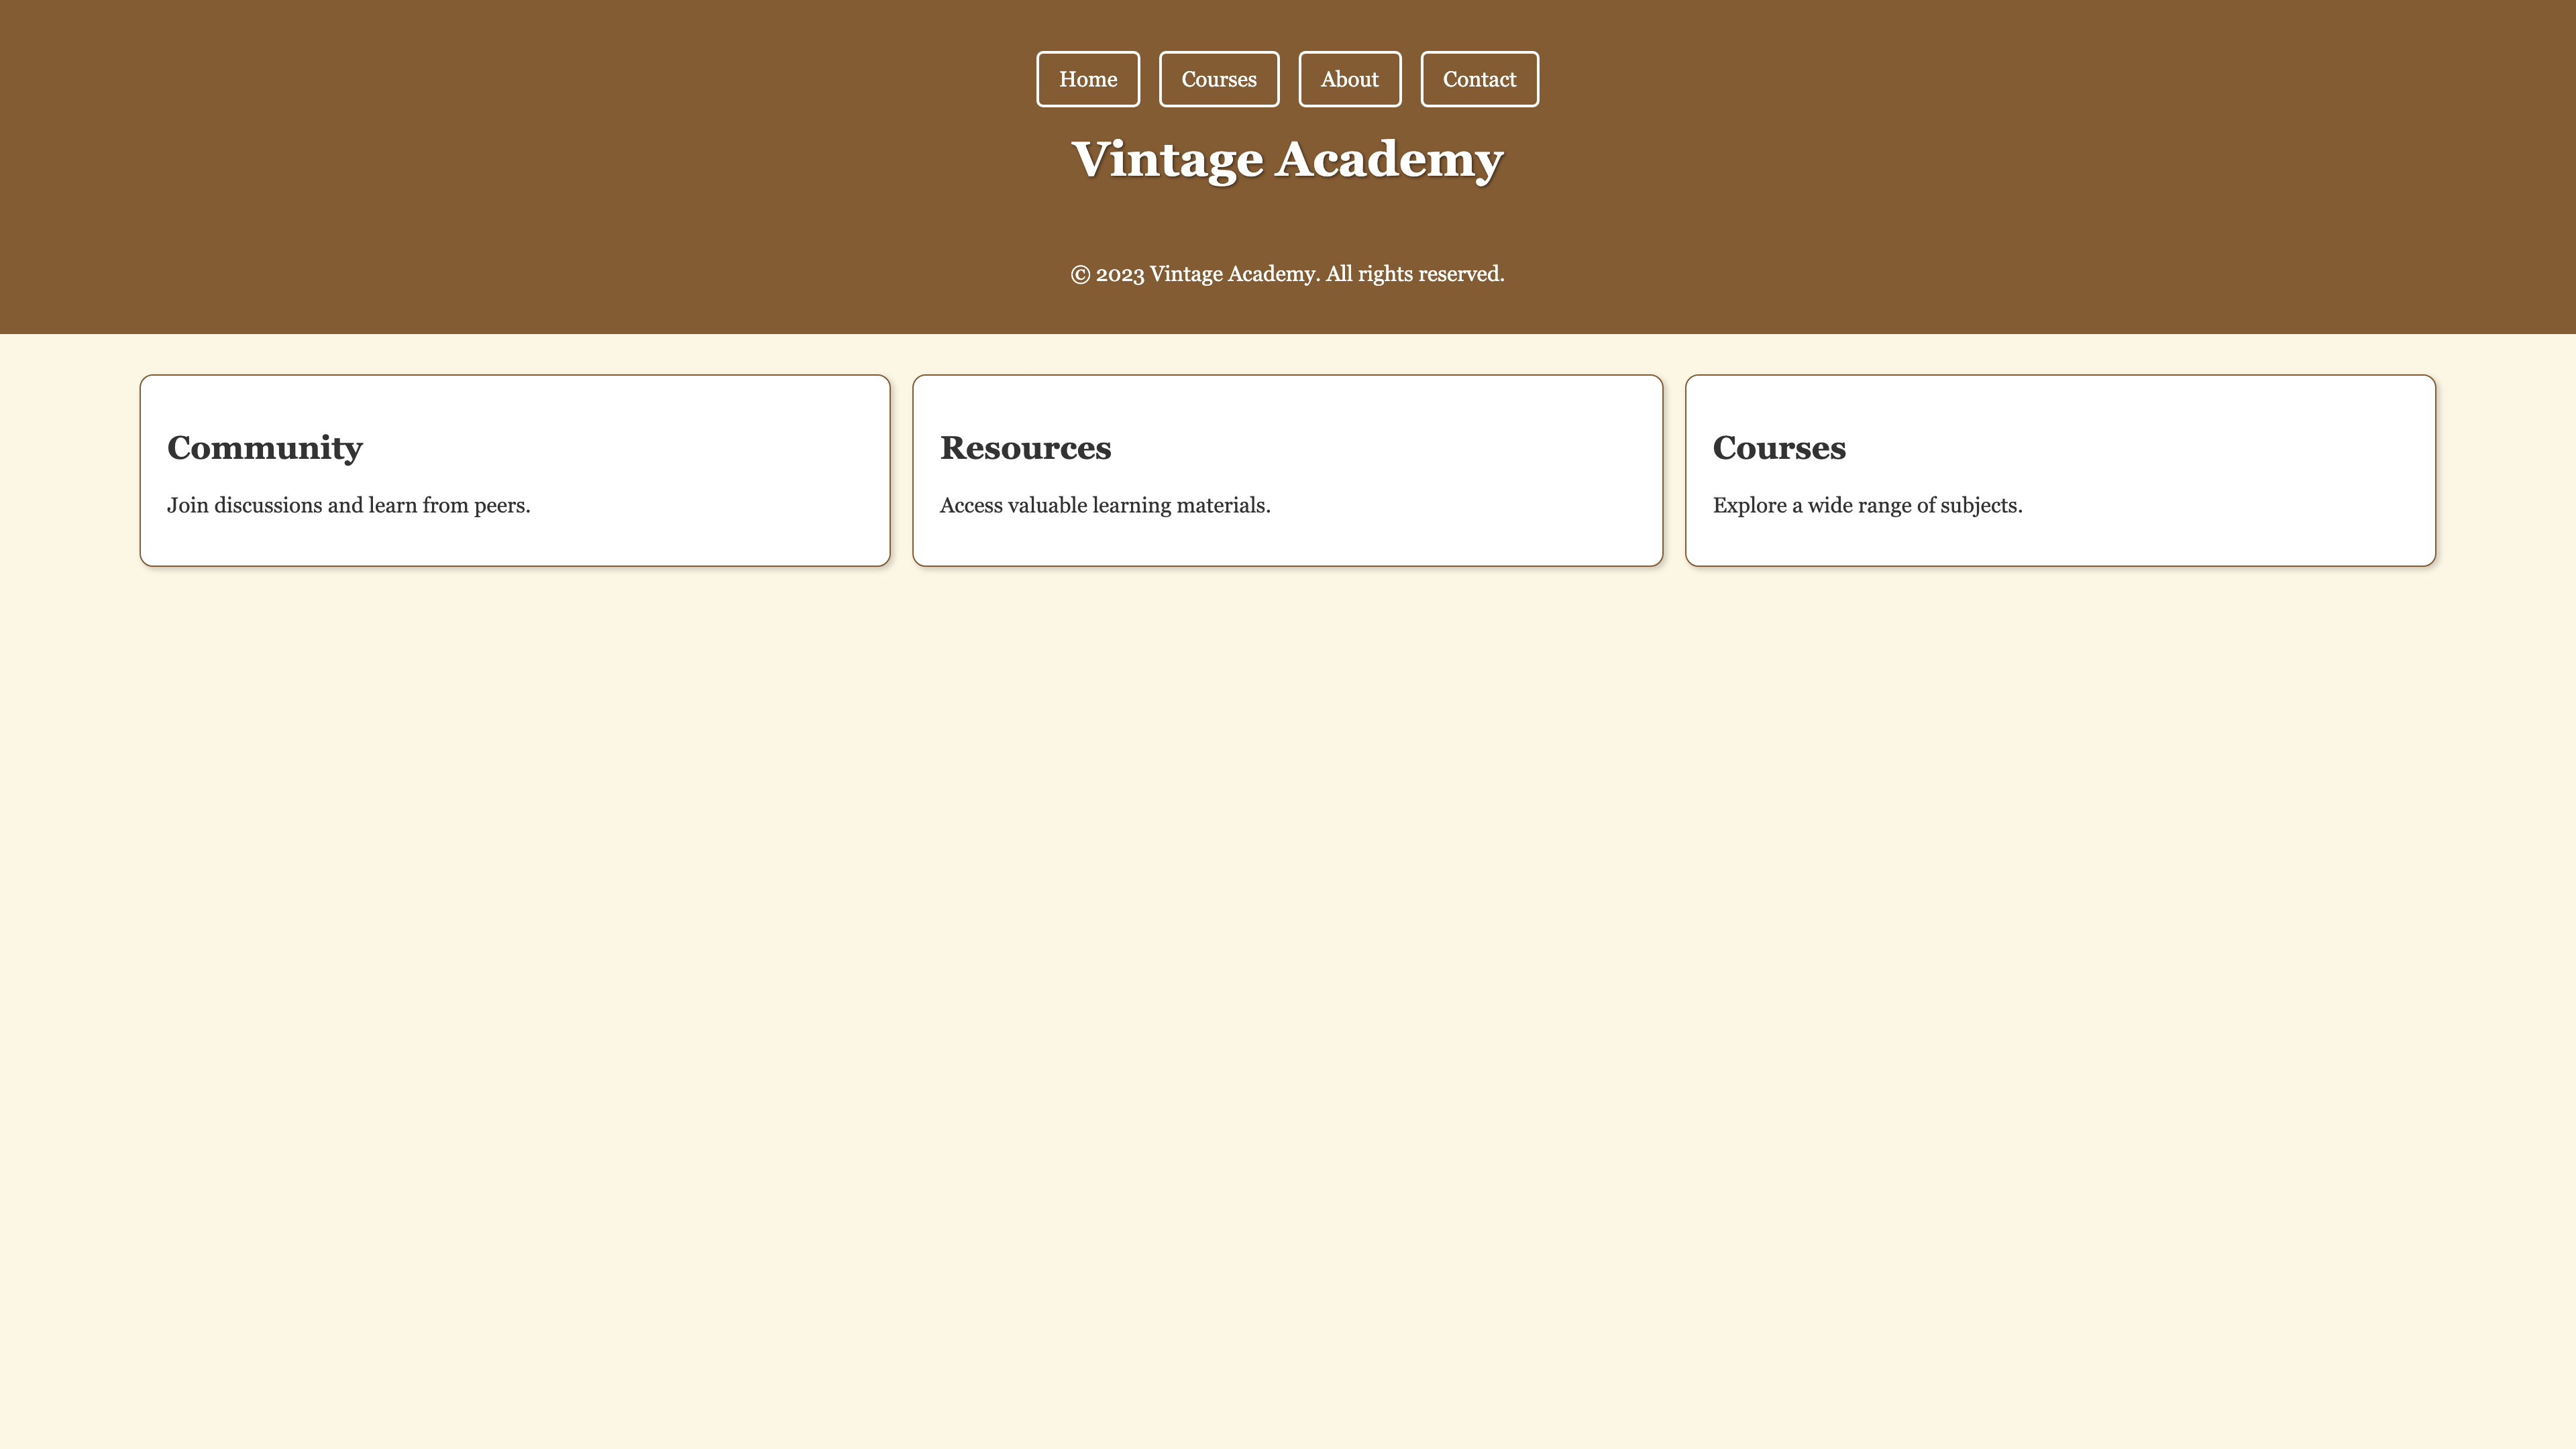 Home Courses About Contact
Vintage Academy
© 2023 Vintage Academy. All rights reserved.
Community
Join discussions and learn from peers.
Resources
Access valuable learning materials.
Courses
Explore a wide range of subjects.